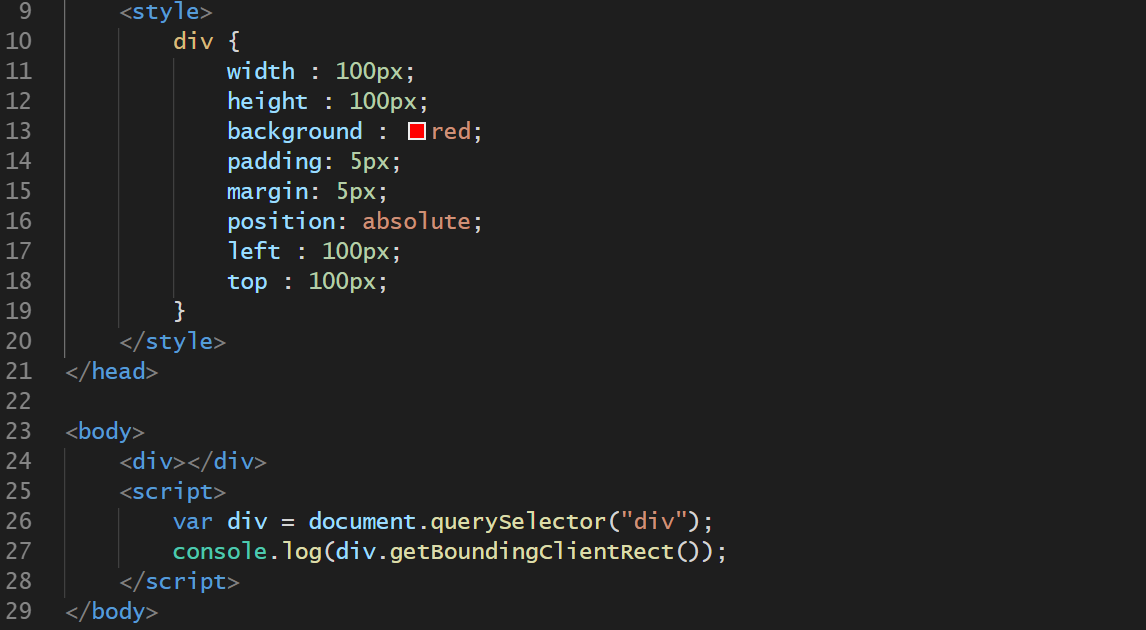 9 <style>
10 div {
11 width : 100px;
12 height : 100px;
13 background : red;
14 padding: 5px;
15 margin: 5px;
16 position: absolute;
17 left : 100px;
18 top : 100px;
19 }
20 </style>
21 </head>
22
23 <body>
24 <div></div>
25 <script>
26 var div = document.querySelector("div");
27 console.log(div.getBoundingClientRect());
28 </script>
29 </body>